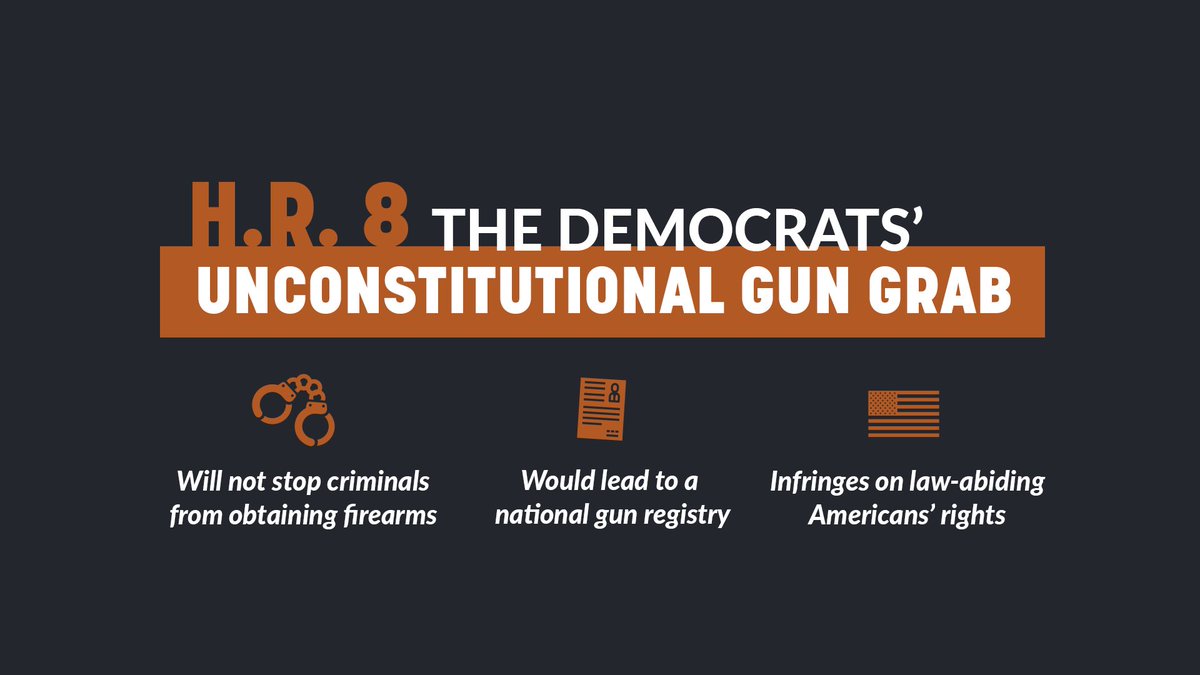 H.R. 8 THE DEMOCRATS’
UNCONSTITUTIONAL GUN GRAB
Will not stop criminals
from obtaining firearms
Would lead to a
national gun registry
Infringes on law-abiding
Americans’ rights